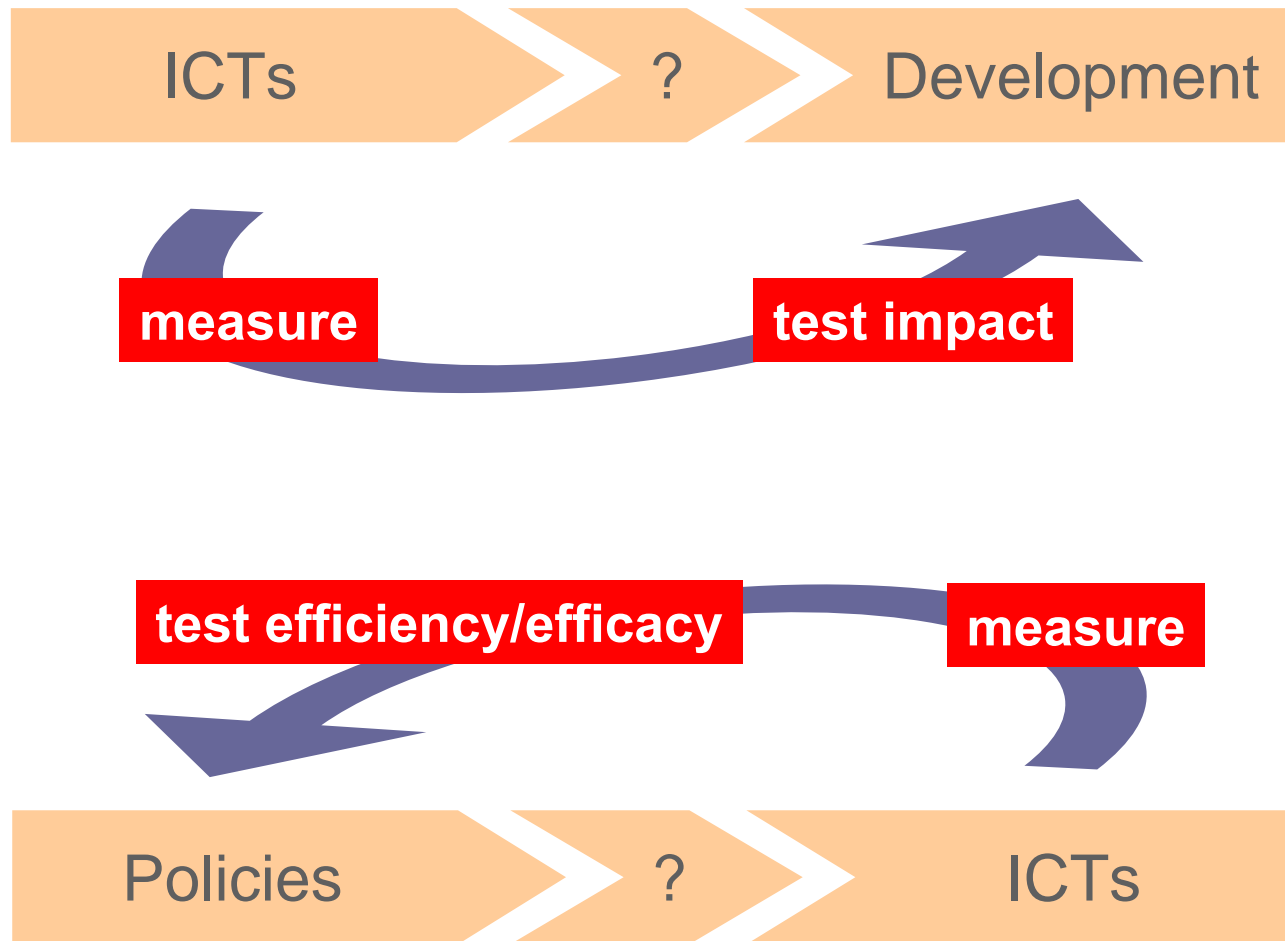 ICTs
?
Development
measure
test impact
test efficiency/efficacy
measure
Policies
?
ICTs